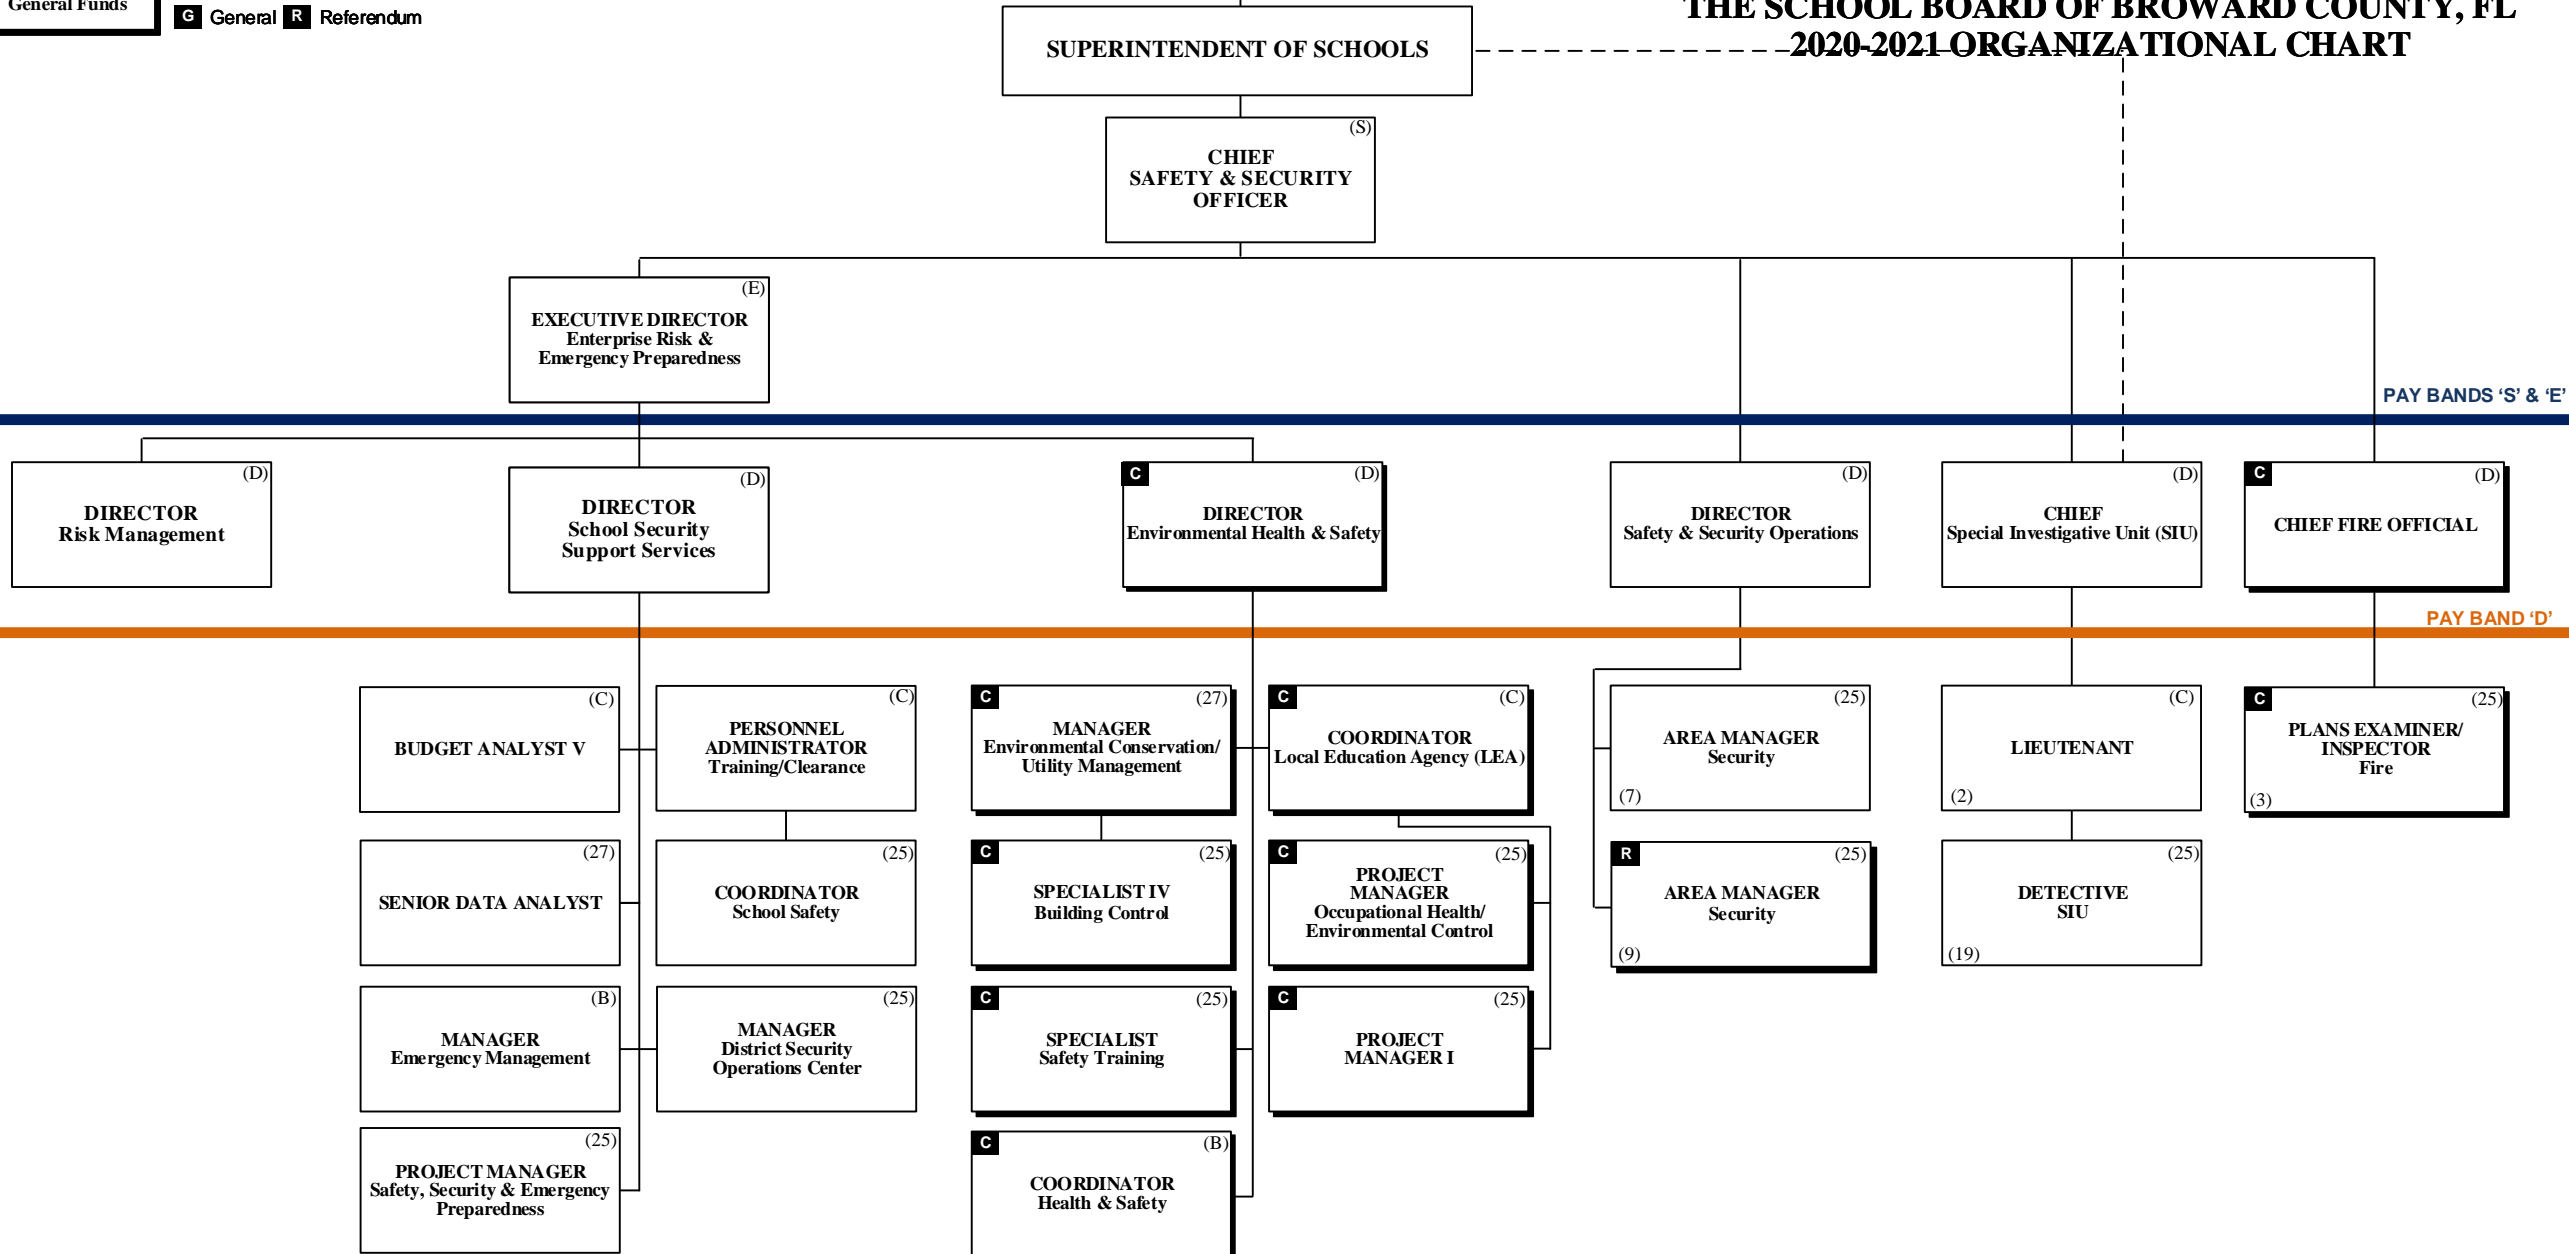 General Funds
G General R Referendum
THE SCHOOL BOARD OF BROWARD COUNTY, FL
2020-2021 ORGANIZATIONAL CHART
SUPERINTENDENT OF SCHOOLS
(S)
CHIEF
SAFETY & SECURITY
OFFICER
(E)
EXECUTIVE DIRECTOR
Enterprise Risk &
Emergency Preparedness
PAY BANDS ‘S’ & ‘E’
(D)
DIRECTOR
Risk Management
(D)
DIRECTOR
School Security
Support Services
C (D)
DIRECTOR
Environmental Health & Safety
(D)
DIRECTOR
Safety & Security Operations
(D)
CHIEF
Special Investigative Unit (SIU)
C (D)
CHIEF FIRE OFFICIAL
PAY BAND ‘D’
(C)
BUDGET ANALYST V
(C)
PERSONNEL
ADMINISTRATOR
Training/Clearance
C (27)
MANAGER
Environmental Conservation/
Utility Management
C (C)
COORDINATOR
Local Education Agency (LEA)
(25)
AREA MANAGER
Security
(7)
(C)
LIEUTENANT
(2)
C (25)
PLANS EXAMINER/
INSPECTOR
Fire
(3)
(27)
SENIOR DATA ANALYST
(25)
COORDINATOR
School Safety
C (25)
SPECIALIST IV
Building Control
C (25)
PROJECT
MANAGER
Occupational Health/
Environmental Control
R (25)
AREA MANAGER
Security
(9)
(25)
DETECTIVE
SIU
(19)
(B)
MANAGER
Emergency Management
(25)
MANAGER
District Security
Operations Center
C (25)
SPECIALIST
Safety Training
C (25)
PROJECT
MANAGER I
(25)
PROJECT MANAGER
Safety, Security & Emergency
Preparedness
C (B)
COORDINATOR
Health & Safety